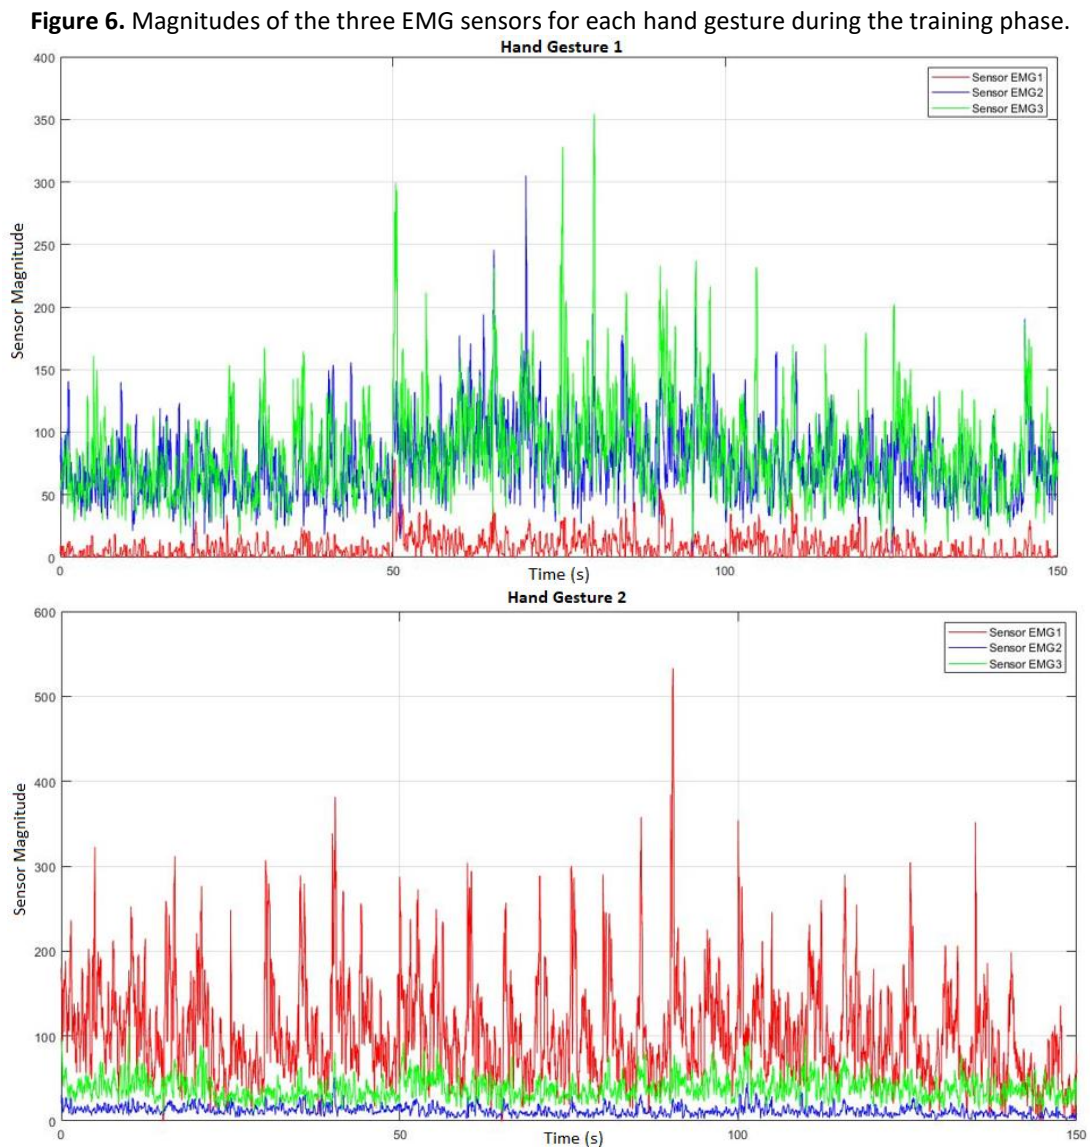 Figure 6. Magnitudes of the three EMG sensors for each hand gesture during the training phase.
Hand Gesture 1
400
350
300
250
200
150
100
50
0
Sensor Magnitude
Sensor EMG1
Sensor EMG2
Sensor EMG3
0
50
100
150
Time (s)
Hand Gesture 2
600
500
400
300
200
100
0
Sensor Magnitude
Sensor EMG1
Sensor EMG2
Sensor EMG3
0
50
100
150
Time (s)